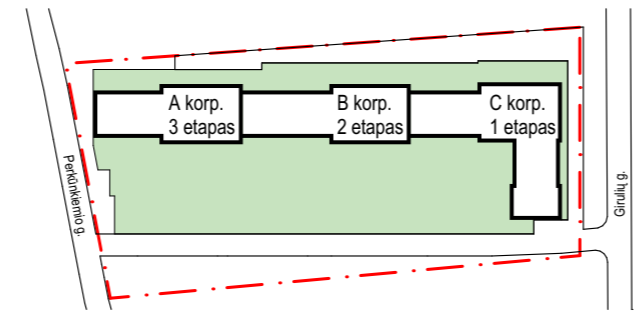 A korp.
3 etapas
B korp.
2 etapas
C korp.
1 etapas
Perkūnkiemio g.
Girulių g.